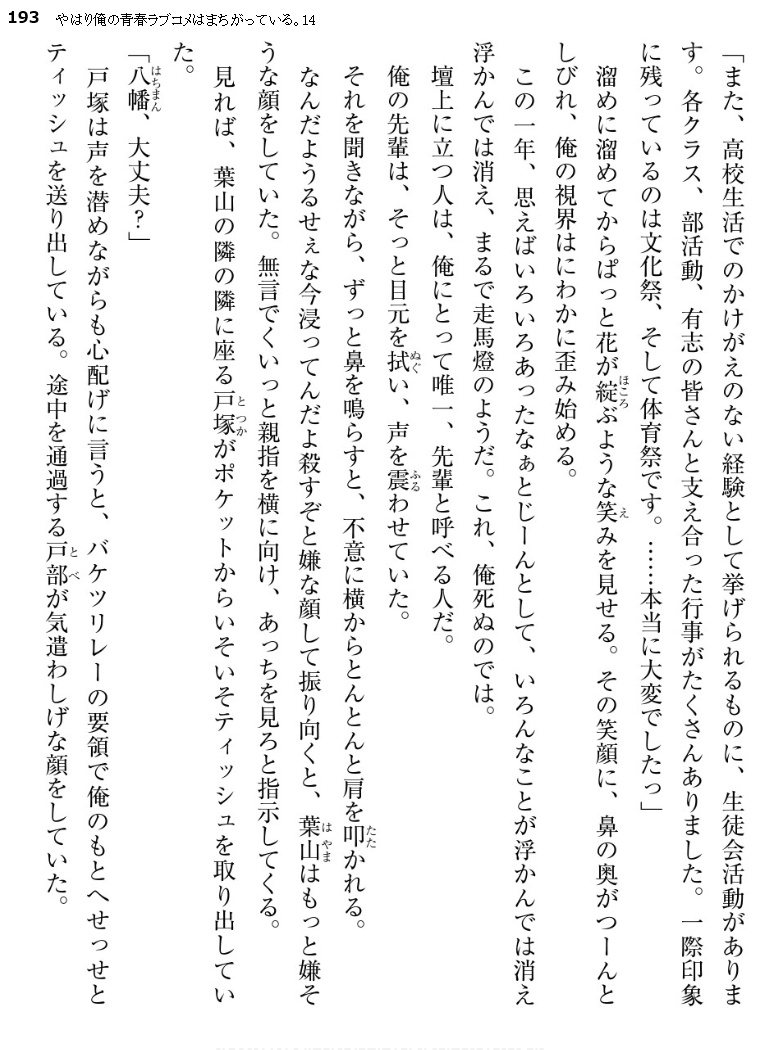 193 やはり俺の青春ラブコメはまちがっている。14
「また、高校生活でのかけがえのない経験として挙げられるものに、生徒会活動がありま
す。各クラス、部活動、有志の皆さんと支え合った行事がたくさんありました。一際印象
に残っているのは文化祭、そして体育祭です。……本当に大変でしたっ」
溜めに溜めてからぱっと花が綻ぶような笑みを見せる。その笑顔に、鼻の奥がつーんと
しびれ、俺の視界はにわかに歪み始める。
この一年、思えばいろいろあったなぁとじーんとして、いろんなことが浮かんでは消え
浮かんでは消え、まるで走馬燈のようだ。これ、俺死ぬのでは。
壇上に立つ人は、俺にとって唯一、先輩と呼べる人だ。
俺の先輩は、そっと目元を拭い、声を震わせていた。
それを聞きながら、ずっと鼻を鳴らすと、不意に横からとんとんと肩を叩かれる。
なんだようるせぇな今浸ってんだよ殺すぞと嫌な顔して振り向くと、葉山はもっと嫌そ
うな顔をしていた。無言でくいっと親指を横に向け、あっちを見ろと指示してくる。
見れば、葉山の隣の隣に座る戸塚がポケットからいそいそティッシュを取り出してい
た。
「八幡、大丈夫？」
戸塚は声を潜めながらも心配げに言うと、バケツリレーの要領で俺のもとへせっせと
ティッシュを送り出している。途中を通過する戸部が気遣わしげな顔をしていた。